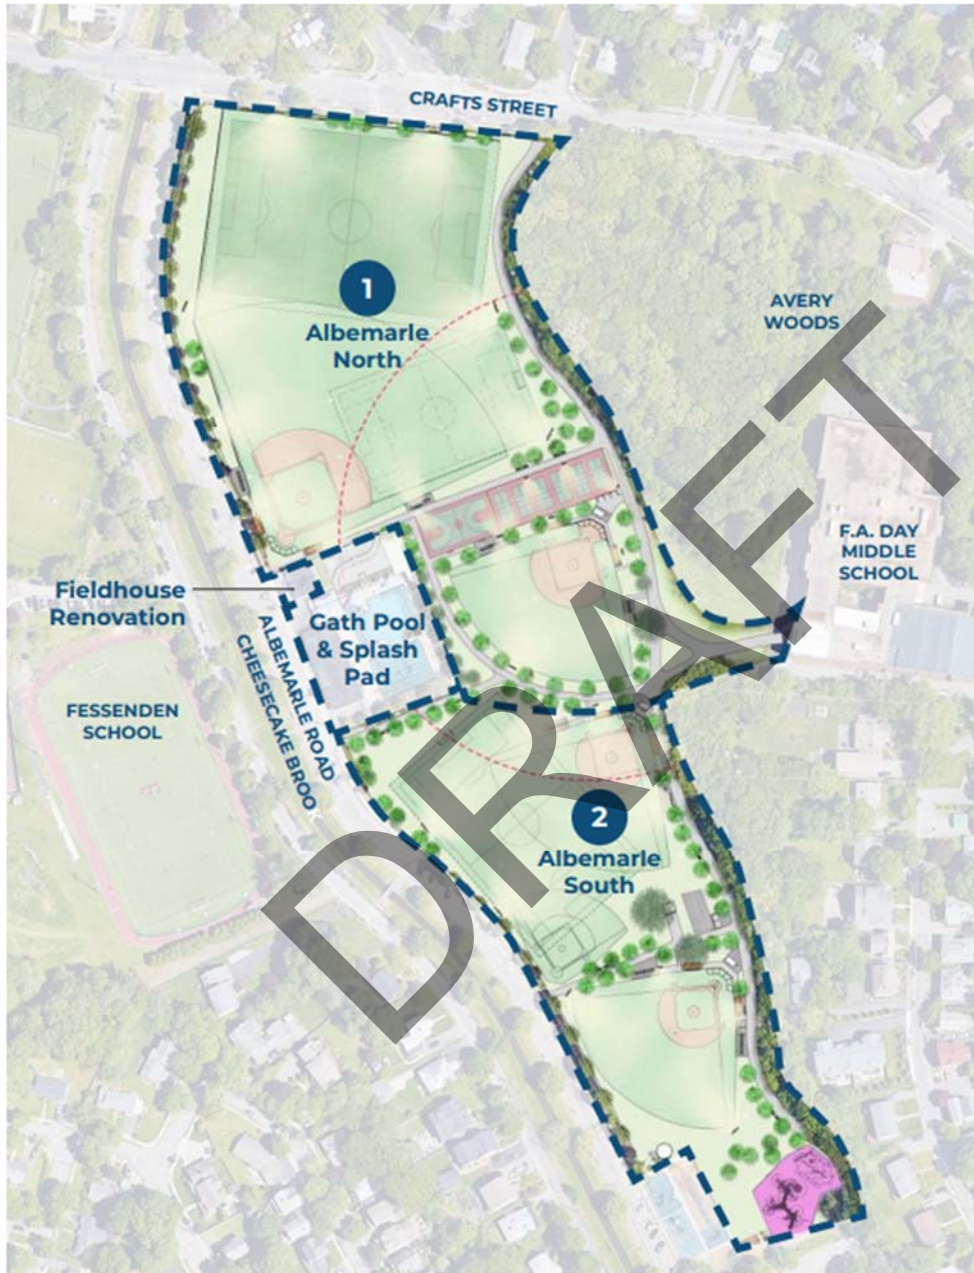 CRAFTS STREET
1
Albemarle
North
AVERY
WOODS
F.A. DAY
MIDDLE
SCHOOL
Fieldhouse
Renovation
Gath Pool
& Splash
Pad
ALBEMARLE ROAD
CHEESECAKE BROOK
FESSENDEN
SCHOOL
2
Albemarle
South
DRAFT